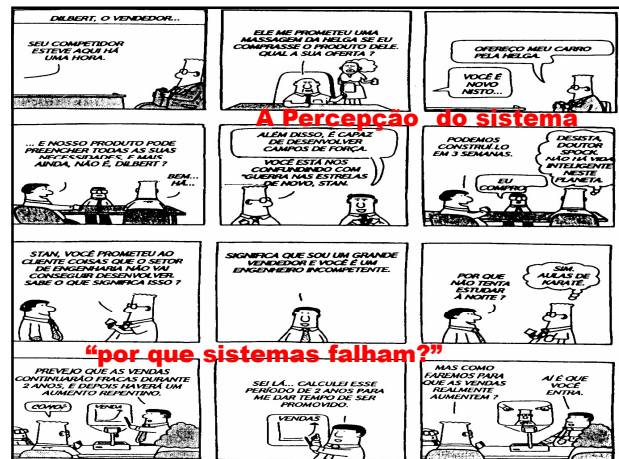 DILBERT, O VENDEDOR...
SEU COMPETIDOR
ESTEVE AQUI HÁ
UMA HORA.
ELE ME PROMETEU UMA
MASSAGEM DA HELGA SE EU
COMPRASSE O PRODUTO DELE.
QUAL A SUA OFERTA ?
OFEREÇO MEU CARRO
PELA HELGA.
VOCÊ É
NOVO
NISTO...
A Percepção do sistema
... E NOSSO PRODUTO PODE
PREENCHER TODAS AS SUAS
NECESSIDADES, E MAIS
AINDA, NÃO É, DILBERT ?
BEM...
HÁ...
ALÉM DISSO, É CAPAZ
DE DESENVOLVER
CAMPOS DE FORÇA.
VOCÊ ESTÁ NOS
CONFUNDINDO COM
"GUERRA NAS ESTRELAS
DE NOVO, STAN.
PODEMOS
CONSTRUÍ-LO
EM 3 SEMANAS.
EU
COMPRO
DESISTA,
DOUTOR
SPOCK.
NÃO HÁ VIDA
INTELIGENTE
NESTE
PLANETA.
STAN, VOCÊ PROMETEU AO
CLIENTE COISAS QUE O SETOR
DE ENGENHARIA NÃO VAI
CONSEGUIR DESENVOLVER.
SABE O QUE SIGNIFICA ISSO ?
SIGNIFICA QUE SOU UM GRANDE
VENDEDOR E VOCÊ É UM
ENGENHEIRO INCOMPETENTE.
POR QUE
NÃO TENTA
ESTUDAR
À NOITE ?
SIM.
AULAS DE
KARATÊ.
“por que sistemas falham?”
PREVEJO QUE AS VENDAS
CONTINUARÃO FRACAS DURANTE
2 ANOS, E DEPOIS HAVERÁ UM
AUMENTO REPENTINO.
COMO?
VENDA
SEI LÁ... CALCULEI ESSE
PERÍODO DE 2 ANOS PARA
ME DAR TEMPO DE SER
PROMOVIDO.
VENDAS
MAS COMO
FAREMOS PARA
QUE AS VENDAS
REALMENTE
AUMENTEM ?
AÍ É QUE
VOCÊ
ENTRA.